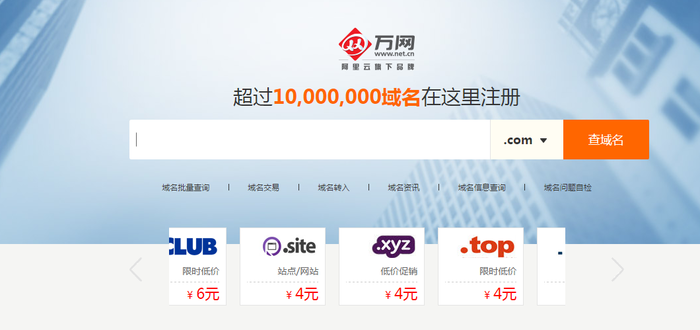 万网
www.net.cn
阿里云旗下品牌
超过10,000,000域名在这里注册
.com 查域名
域名批量查询 | 域名交易 | 域名转入 | 域名资讯 | 域名信息查询 | 域名问题自检
CLUB .site .xyz .top
限时低价 站点/网站 低价促销 限时低价
¥ 6元 ¥ 4元 ¥ 4元 ¥ 4元